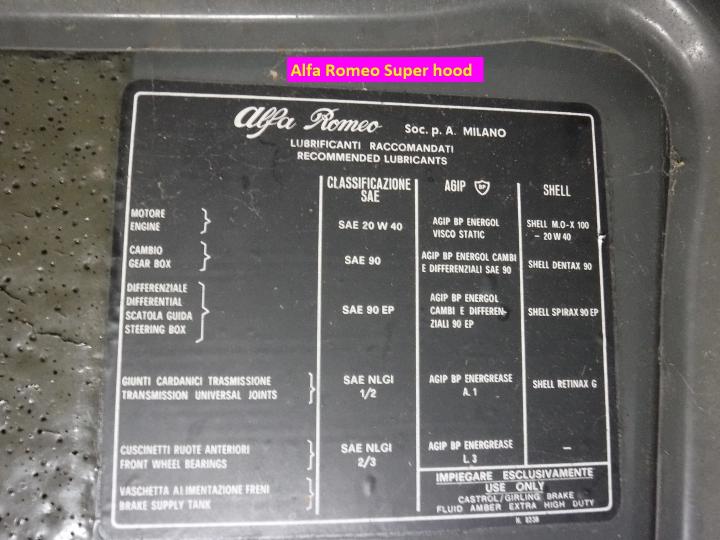 Alfa Romeo Super hood
Alfa Romeo Soc. p. A. MILANO
LUBRIFICANTI RACCOMANDATI
RECOMMENDED LUBRICANTS
CLASSIFICAZIONE
SAE
AGIP BP
SHELL
MOTORE
ENGINE
SAE 20 W 40
AGIP BP ENERGOL
VISCO STATIC
SHELL M.O-X 100
– 20 W 40
CAMBIO
GEAR BOX
SAE 90
AGIP BP ENERGOL CAMBI
E DIFFERENZIALI SAE 90
SHELL DENTAX 90
DIFFERENZIALE
DIFFERENTIAL
SCATOLA GUIDA
STEERING BOX
SAE 90 EP
AGIP BP ENERGOL
CAMBI E DIFFEREN-
ZIALI 90 EP
SHELL SPIRAX 90 EP
GIUNTI CARDANICI TRASMISSIONE
TRANSMISSION UNIVERSAL JOINTS
SAE NLGI
1/2
AGIP BP ENERGREASE
A. 1
SHELL RETINAX G
CUSCINETTI RUOTE ANTERIORI
FRONT WHEEL BEARINGS
SAE NLGI
2/3
AGIP BP ENERGREASE
L. 3
–
VASCHETTA ALIMENTAZIONE FRENI
BRAKE SUPPLY TANK
IMPIEGARE ESCLUSIVAMENTE
USE ONLY
CASTROL/GIRLING BRAKE
FLUID AMBER EXTRA HIGH DUTY
N. 8238